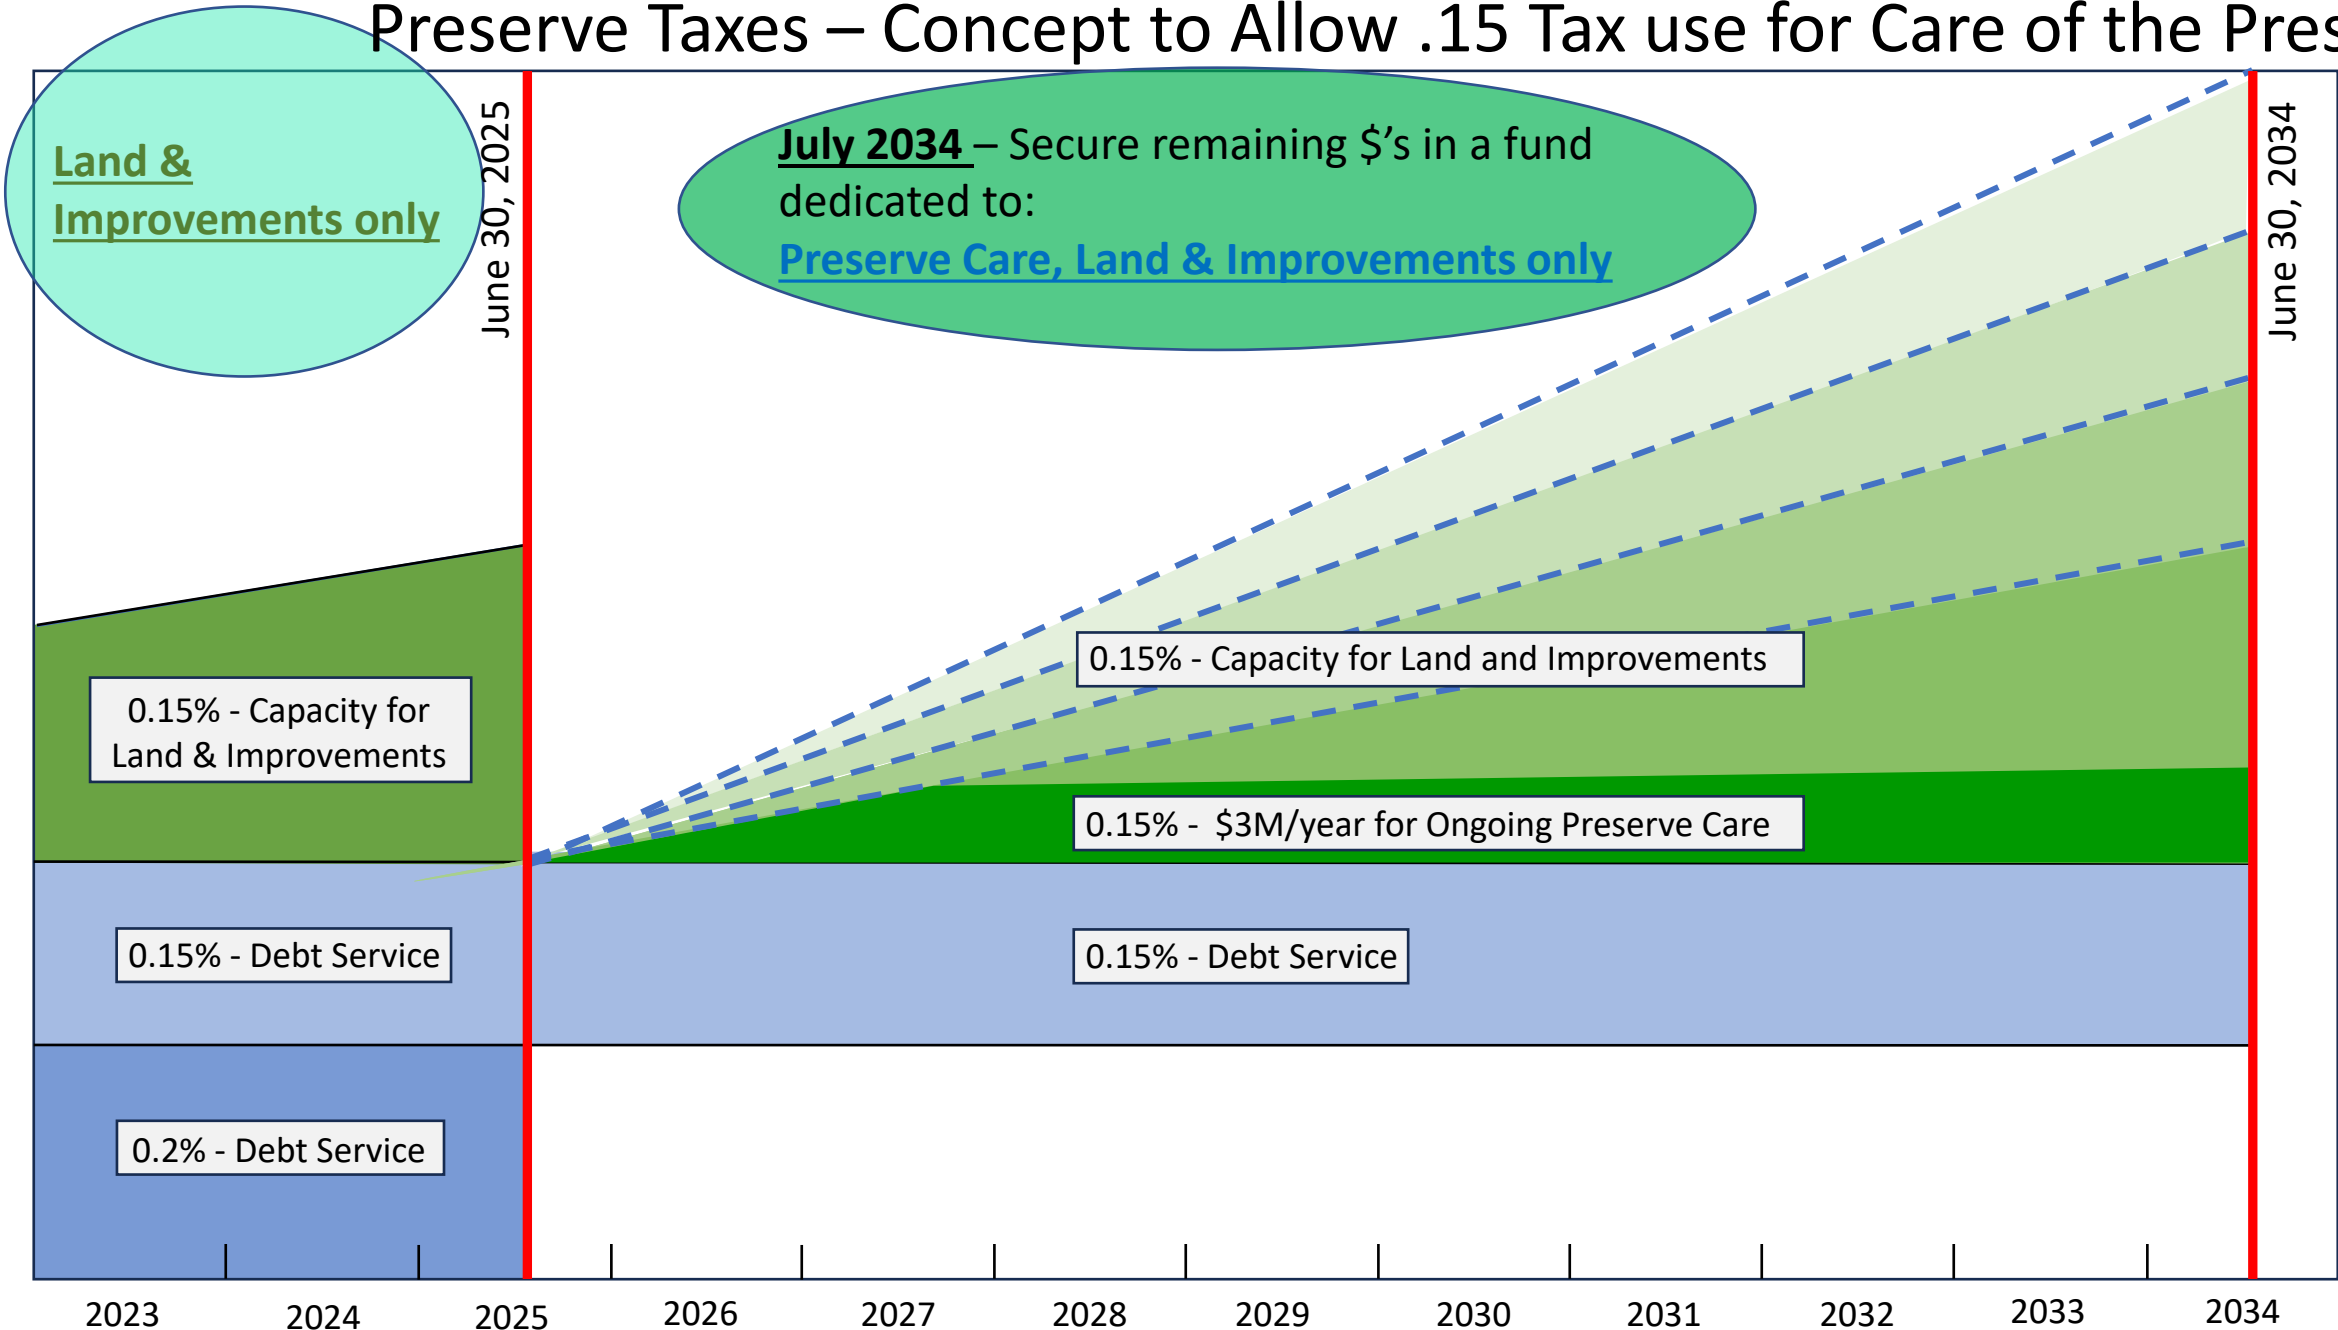 Preserve Taxes – Concept to Allow .15 Tax use for Care of the Pres
Land &
Improvements only
June 30, 2025
July 2034 – Secure remaining $’s in a fund
dedicated to:
Preserve Care, Land & Improvements only
June 30, 2034
0.15% - Capacity for
Land & Improvements
0.15% - Capacity for Land and Improvements
0.15% - $3M/year for Ongoing Preserve Care
0.15% - Debt Service
0.15% - Debt Service
0.2% - Debt Service
2023 2024 2025 2026 2027 2028 2029 2030 2031 2032 2033 2034